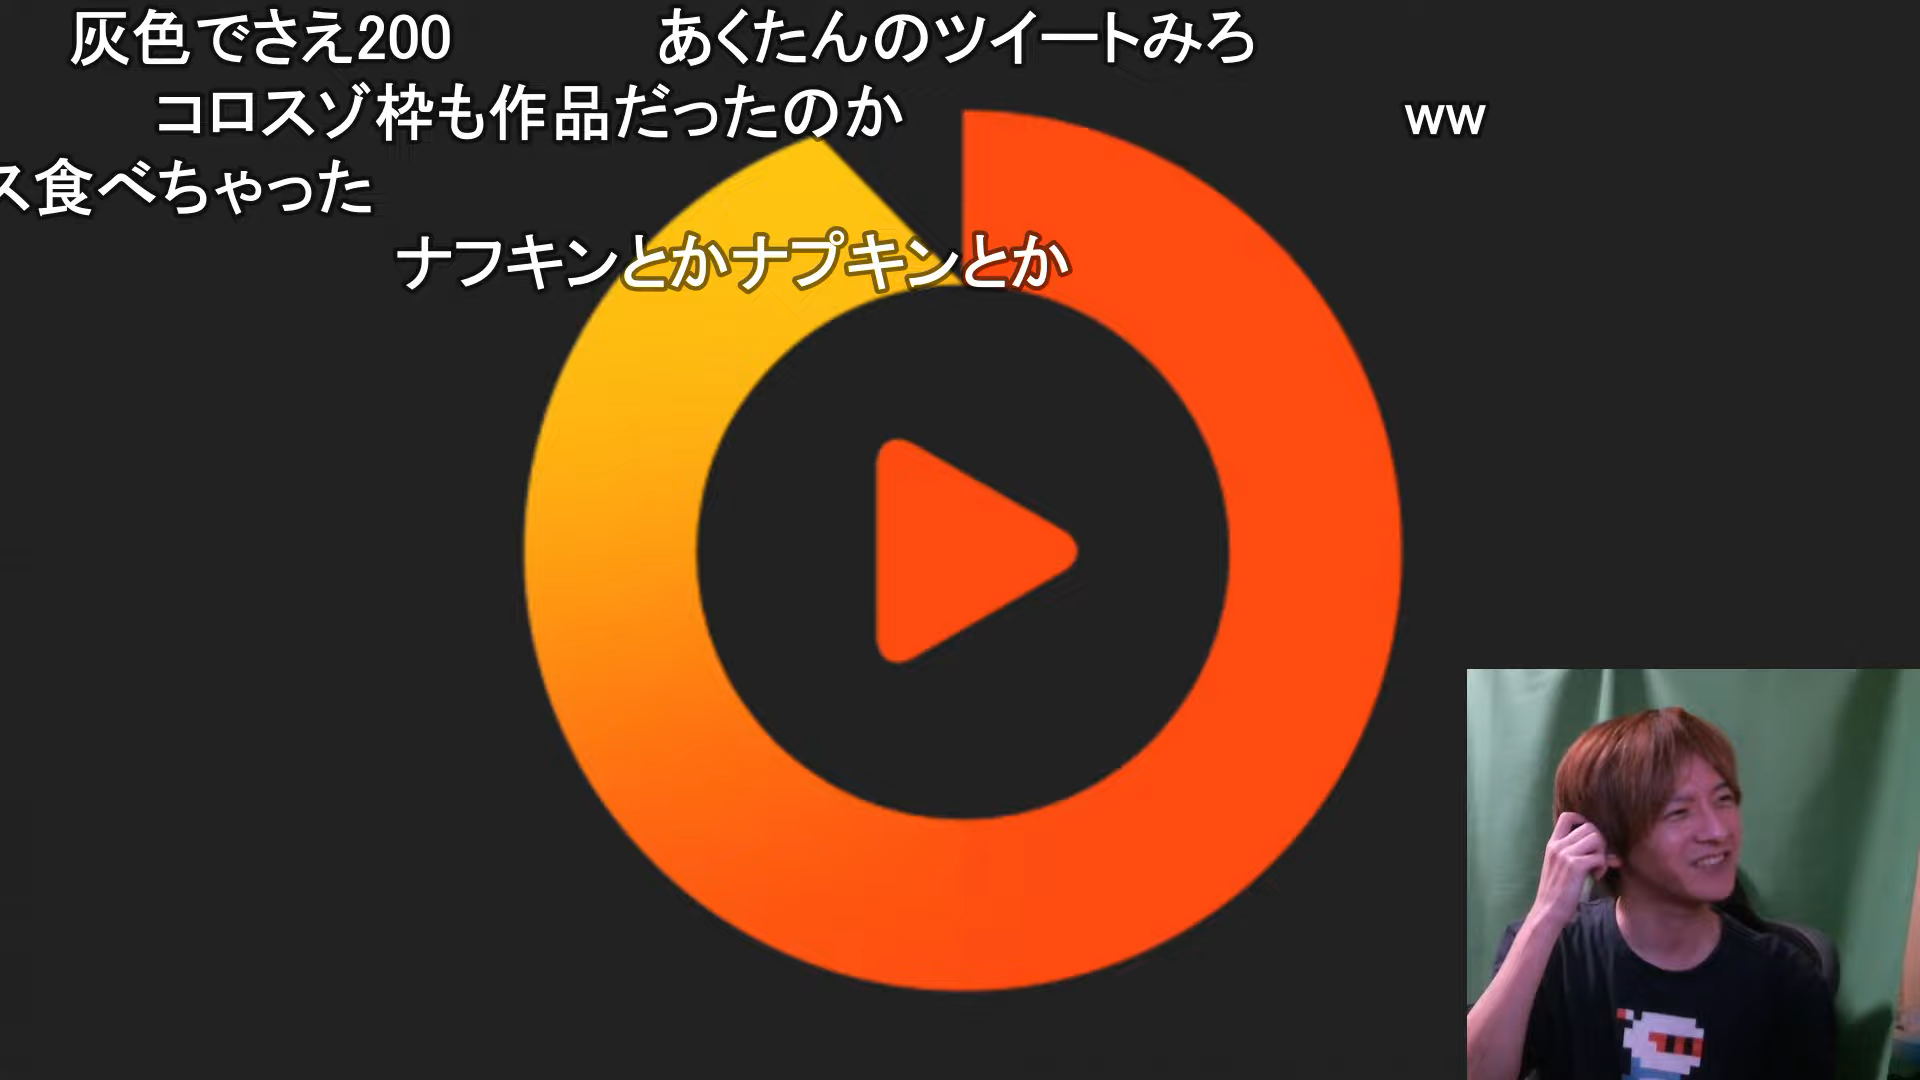 灰色でさえ200
あくたんのツイートみろ
コロスゾ枠も作品だったのか
ww
ス食べちゃった
ナフキンとかナプキンとか